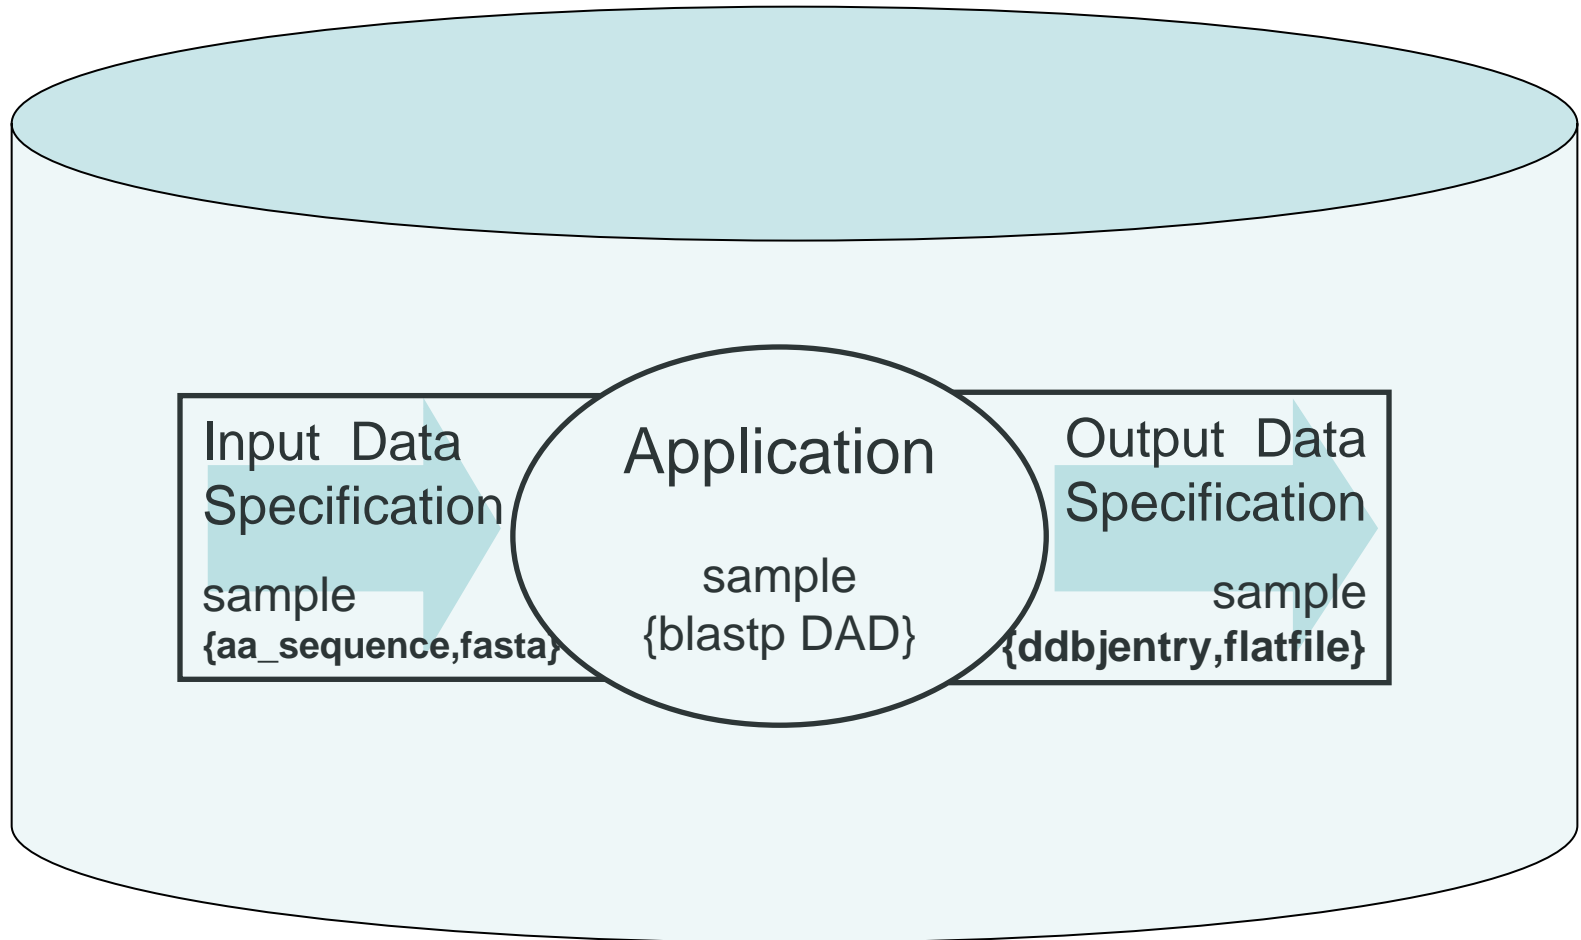 Input Data
Specification
sample
{aa_sequence,fasta}
Application
sample
{blastp DAD}
Output Data
Specification
sample
{ddbjentry,flatfile}